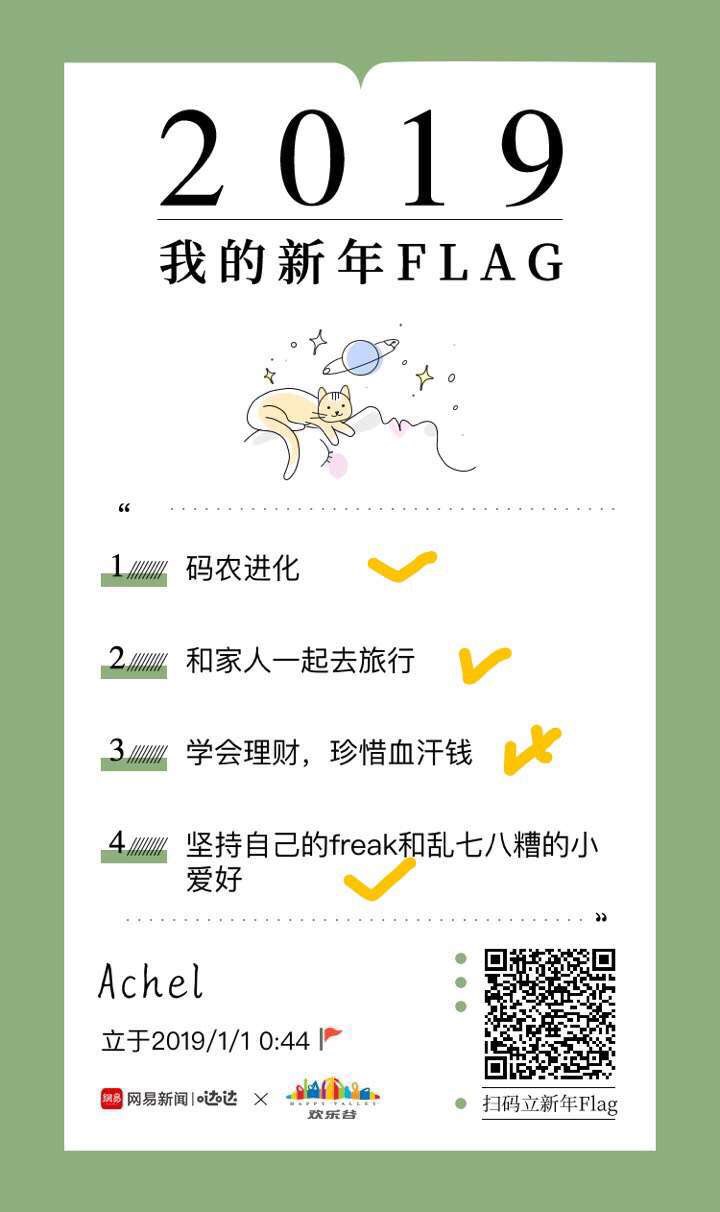 2019
我的新年FLAG
“
1 码农进化
2 和家人一起去旅行
3 学会理财，珍惜血汗钱
4 坚持自己的freak和乱七八糟的小
爱好
”
Achel
立于2019/1/1 0:44
網易 网易新闻|哒达 × HAPPY VALLEY
欢乐谷
扫码立新年Flag